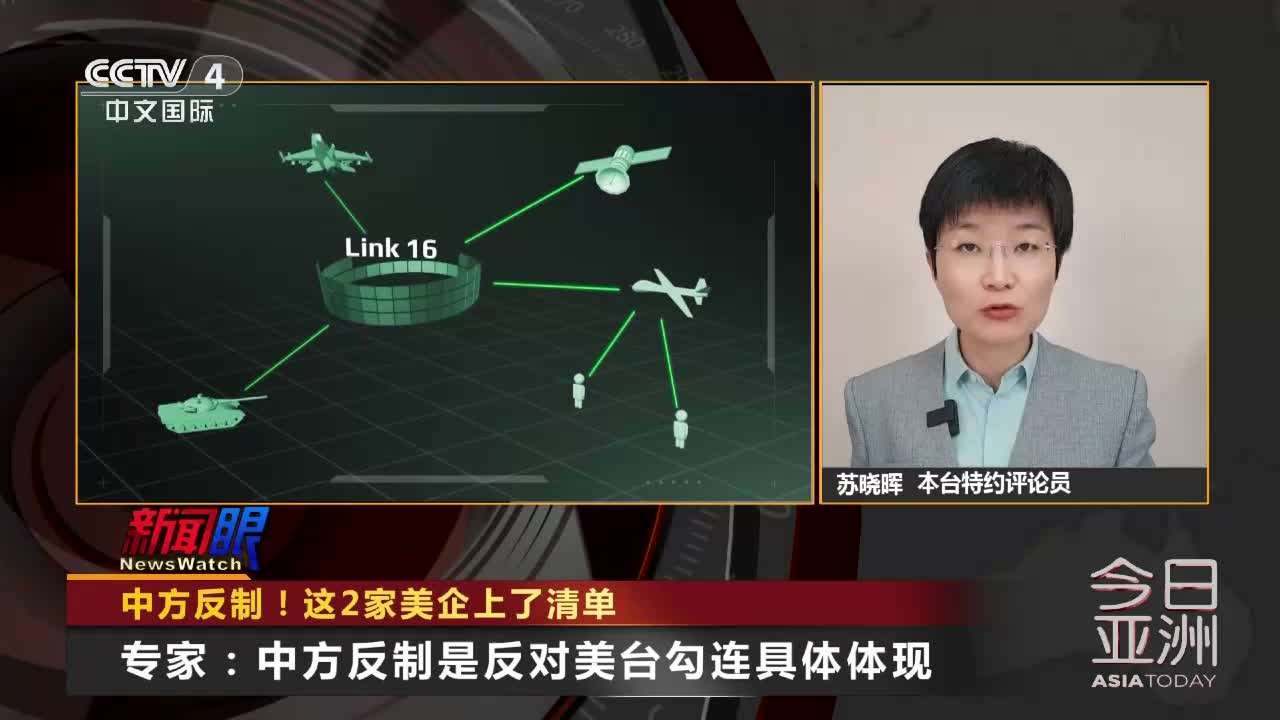 CCTV 4
中文国际
Link 16
苏晓晖 本台特约评论员
新闻眼
NewsWatch
中方反制！这2家美企上了清单
专家：中方反制是反对美台勾连具体体现
今日
亚洲
ASIA TODAY